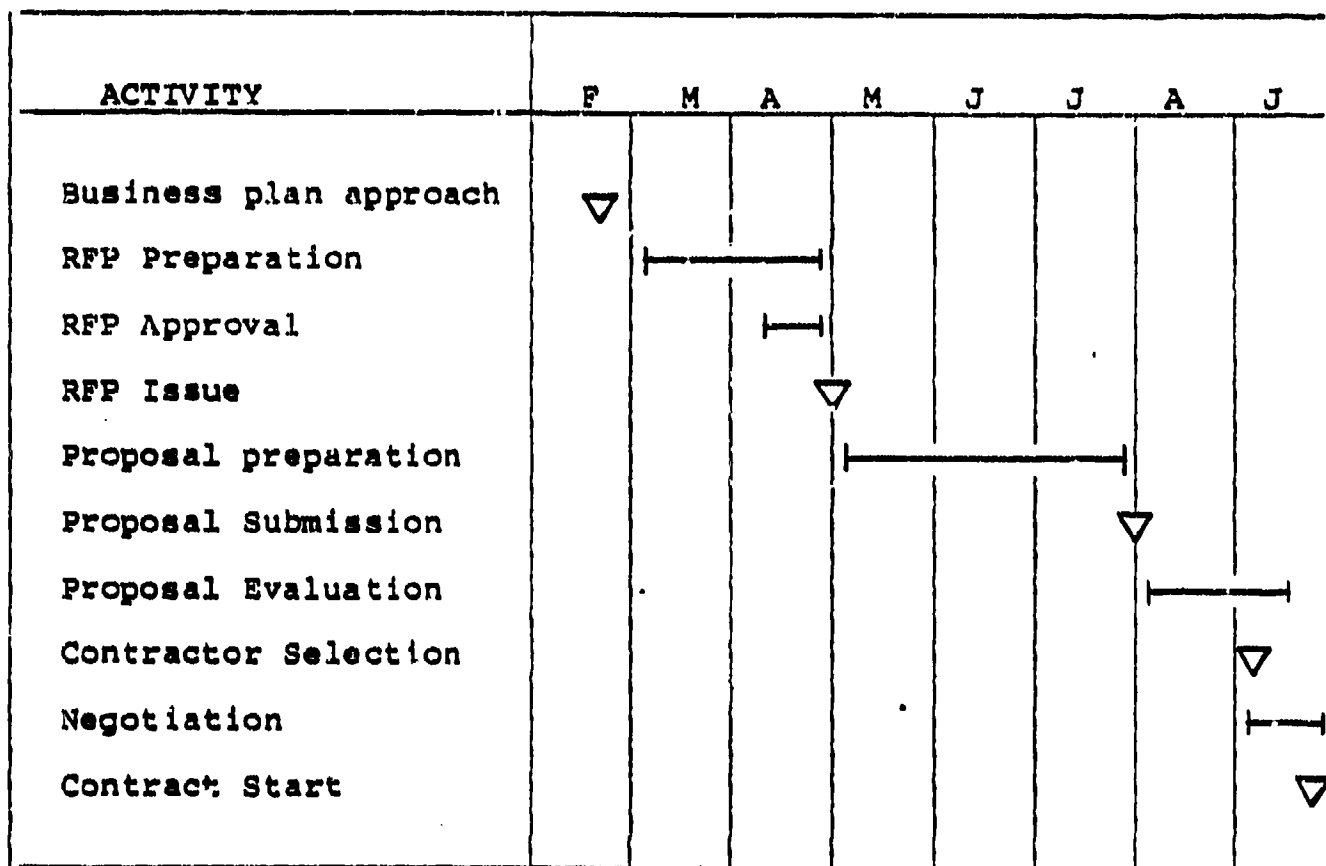 ACTIVITY F M A M J J A J
Business plan approach
RFP Preparation
RFP Approval
RFP Issue
Proposal preparation
Proposal Submission
Proposal Evaluation
Contractor Selection
Negotiation
Contract Start